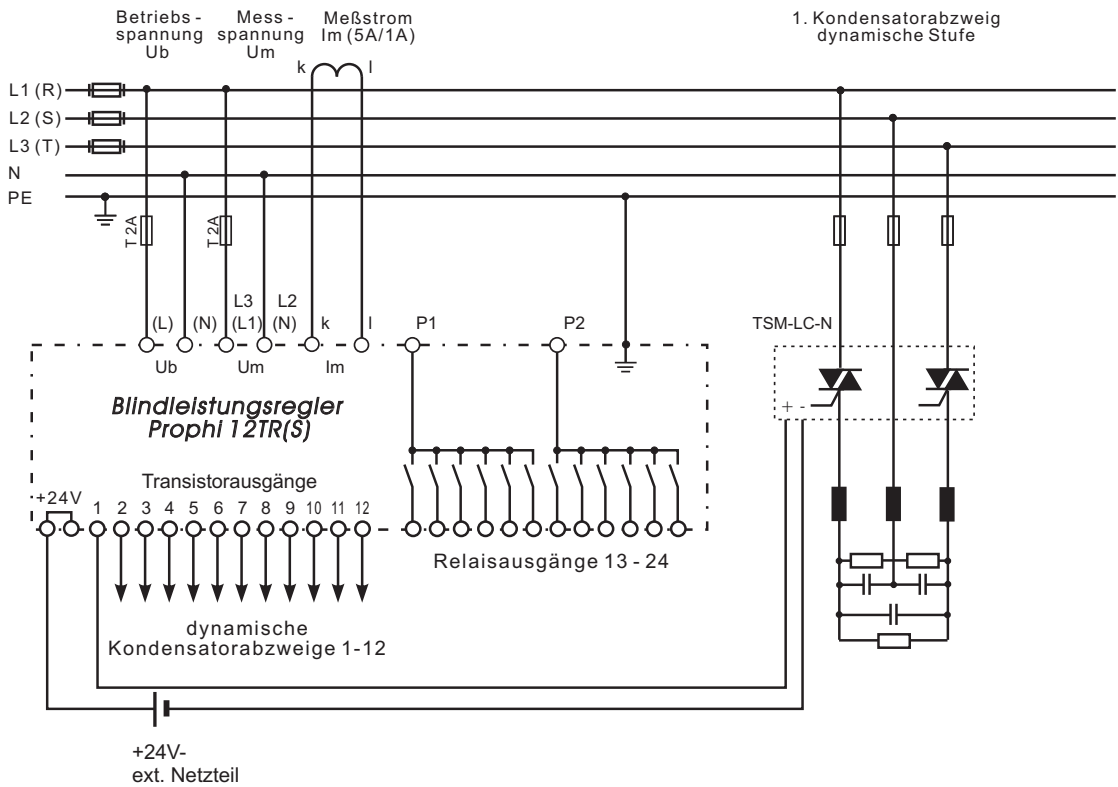 Betriebs-
spannung
Ub
Mess-
spannung
Um
Meßstrom
Im (5A/1A)
1. Kondensatorabzweig
dynamische Stufe
k
l
L1 (R)
L2 (S)
L3 (T)
N
PE
T 2A
T 2A
L3
L2
(L)
(N)
(L1)
(N)
k
l
P1
P2
TSM-LC-N
Ub
Um
Im
+ -
Blindleistungsregler
Prophi 12TR(S)
Transistorausgänge
+24V
1 2 3 4 5 6 7 8 9 10 11 12
Relaisausgänge 13 - 24
dynamische
Kondensatorabzweige 1-12
+24V-
ext. Netzteil